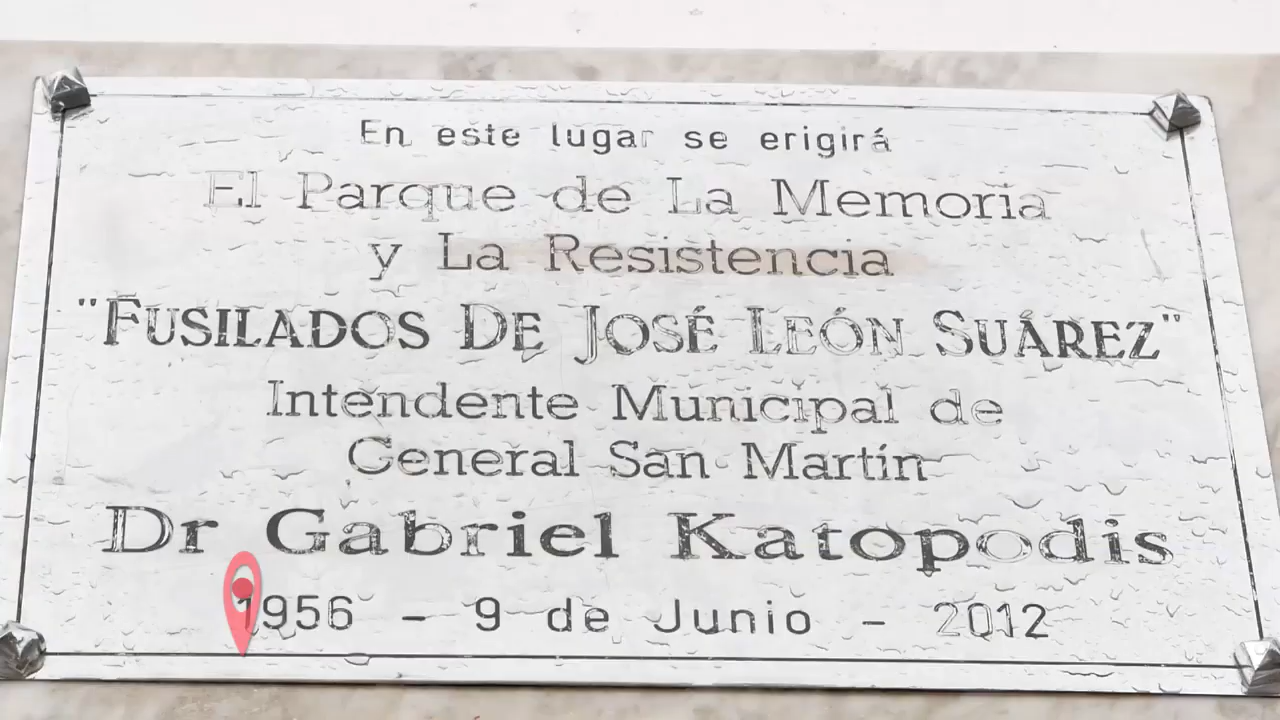 En este lugar se erigirá
El Parque de La Memoria
y La Resistencia
"FUSILADOS DE JOSÉ LEÓN SUÁREZ"
Intendente Municipal de
General San Martín
Dr Gabriel Katopodis
1956 - 9 de Junio - 2012